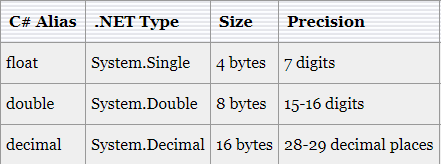 C# Alias .NET Type Size Precision
float System.Single 4 bytes 7 digits
double System.Double 8 bytes 15-16 digits
decimal System.Decimal 16 bytes 28-29 decimal places